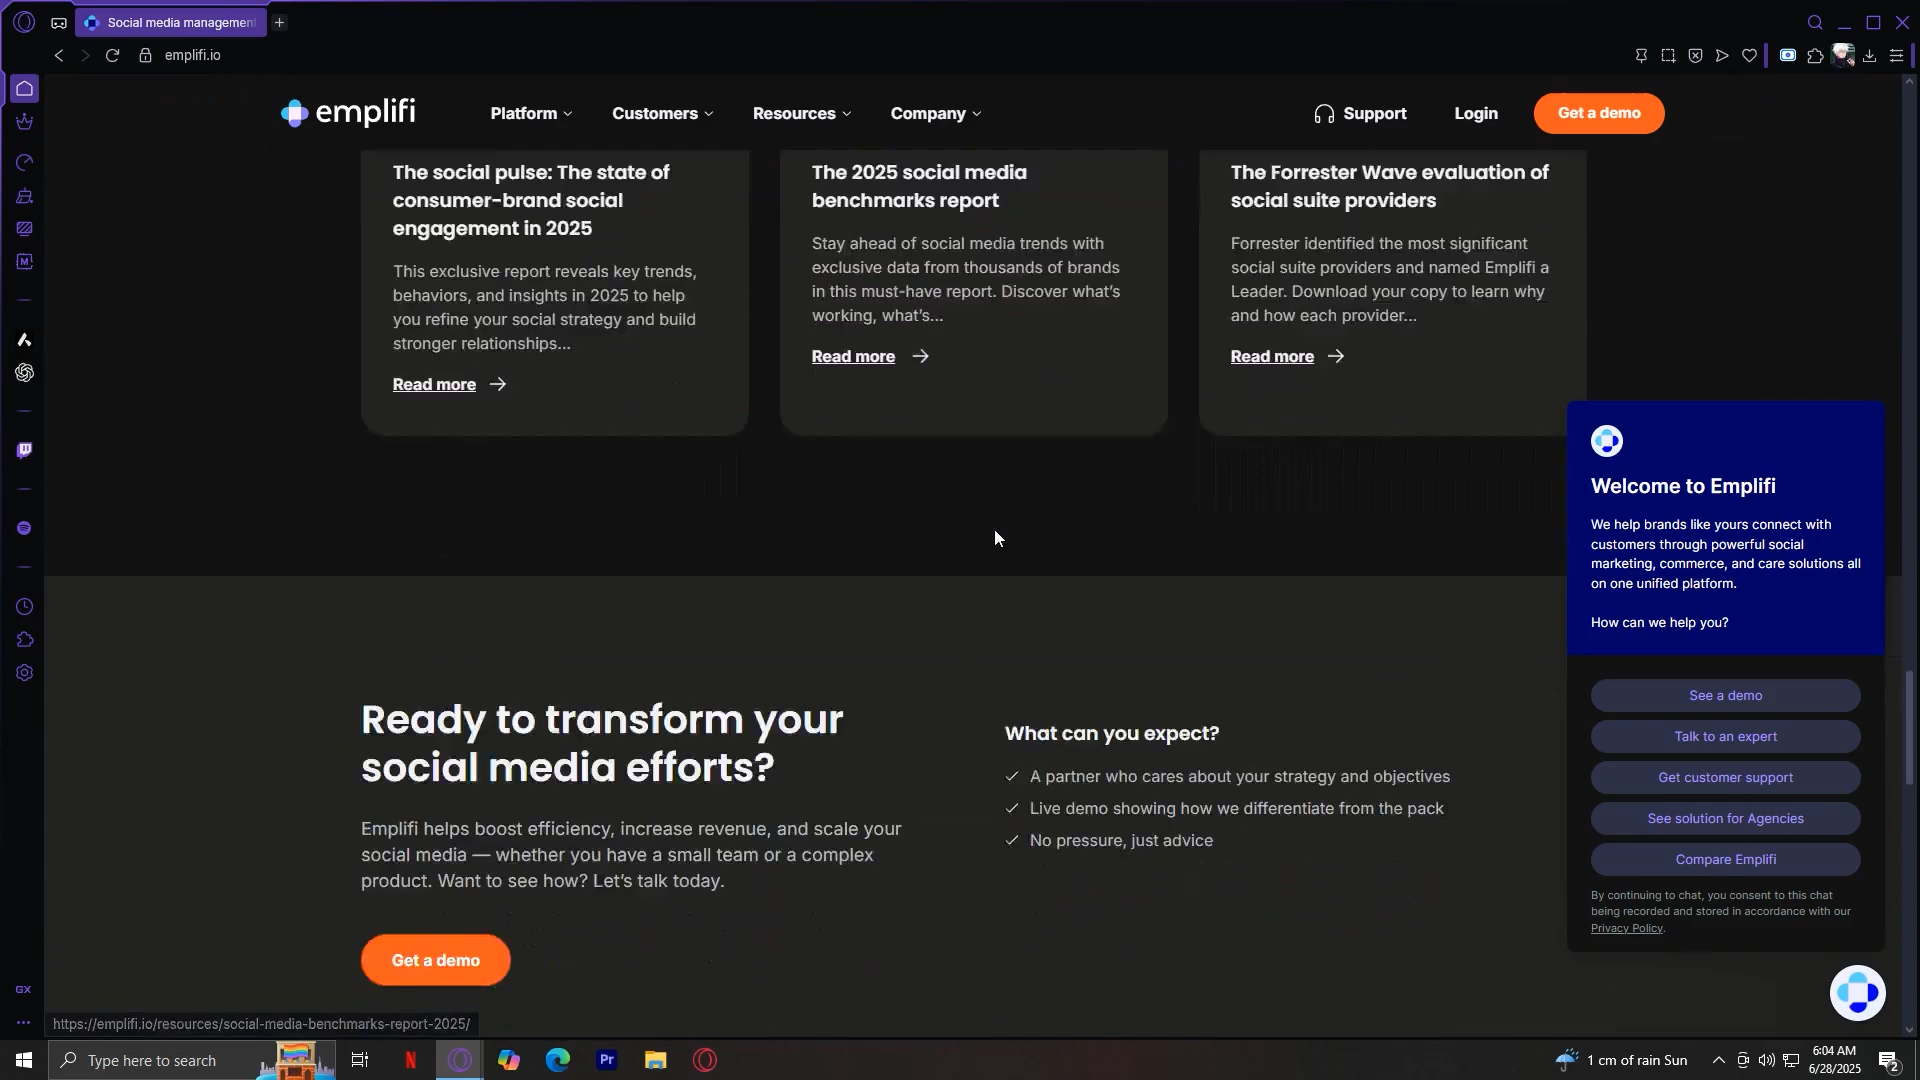 Social media management
emplifi.io
emplifi
Platform
Customers
Resources
Company
Support
Login
Get a demo
The social pulse: The state of
consumer-brand social
engagement in 2025
This exclusive report reveals key trends,
behaviors, and insights in 2025 to help
you refine your social strategy and build
stronger relationships...
Read more
The 2025 social media
benchmarks report
Stay ahead of social media trends with
exclusive data from thousands of brands
in this must-have report. Discover what's
working, what's...
Read more
The Forrester Wave evaluation of
social suite providers
Forrester identified the most significant
social suite providers and named Emplifi a
Leader. Download your copy to learn why
and how each provider...
Read more
Ready to transform your
social media efforts?
Emplifi helps boost efficiency, increase revenue, and scale your
social media — whether you have a small team or a complex
product. Want to see how? Let's talk today.
Get a demo
What can you expect?
A partner who cares about your strategy and objectives
Live demo showing how we differentiate from the pack
No pressure, just advice
Welcome to Emplifi
We help brands like yours connect with
customers through powerful social
marketing, commerce, and care solutions all
on one unified platform.
How can we help you?
See a demo
Talk to an expert
Get customer support
See solution for Agencies
Compare Emplifi
By continuing to chat, you consent to this chat
being recorded and stored in accordance with our
Privacy Policy.
GX
https://emplifi.io/resources/social-media-benchmarks-report-2025/
Type here to search
Pr
1 cm of rain Sun
6:04 AM
6/28/2025
2